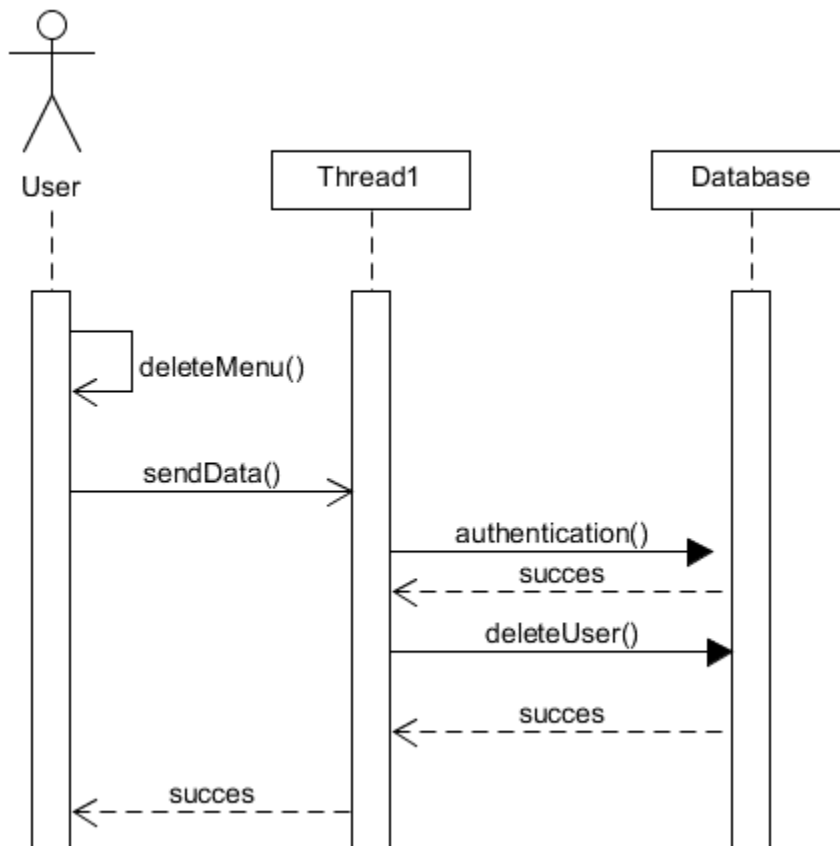 User
Thread1
Database
deleteMenu()
sendData()
authentication()
succes
deleteUser()
succes
succes